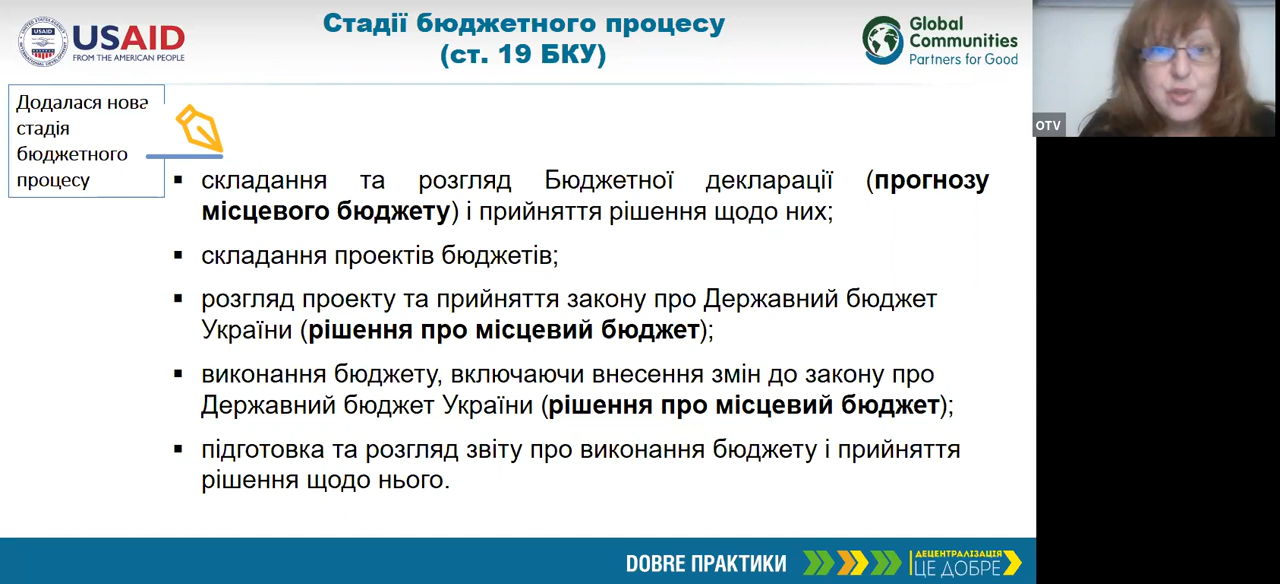 USAID
USAID
FROM THE AMERICAN PEOPLE
Стадії бюджетного процесу
(ст. 19 БКУ)
Global
Communities
Partners for Good
OTV
Додалася нова
стадія
бюджетного
процесу
▪ складання та розгляд Бюджетної декларації (прогнозу
місцевого бюджету) і прийняття рішення щодо них;
▪ складання проектів бюджетів;
▪ розгляд проекту та прийняття закону про Державний бюджет
України (рішення про місцевий бюджет);
▪ виконання бюджету, включаючи внесення змін до закону про
Державний бюджет України (рішення про місцевий бюджет);
▪ підготовка та розгляд звіту про виконання бюджету і прийняття
рішення щодо нього.
DOBRE ПРАКТИКИ
ДЕЦЕНТРАЛІЗАЦІЯ
ЦЕ ДОБРЕ